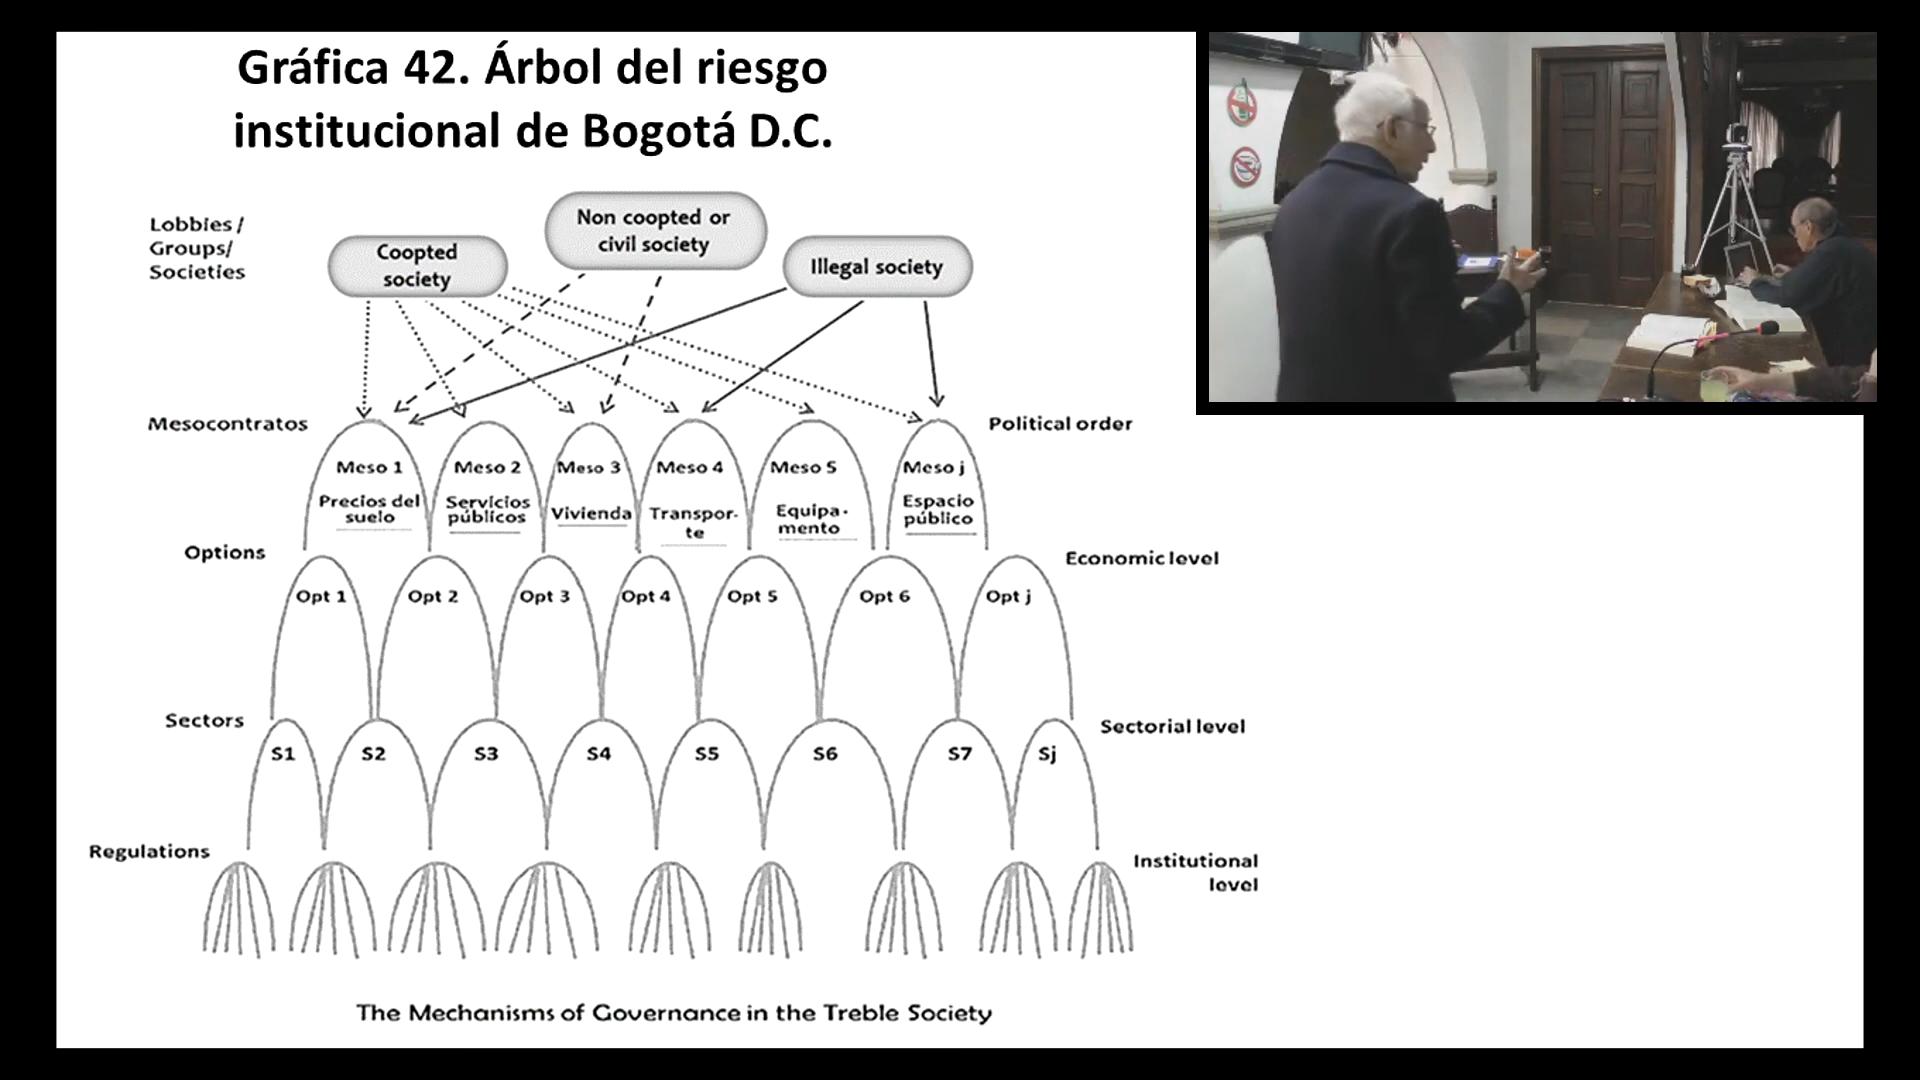 Gráfica 42. Árbol del riesgo
institucional de Bogotá D.C.
Lobbies /
Groups/
Societies
Coopted
society
Non coopted or
civil society
Illegal society
Mesocontratos
Political order
Meso 1
Precios del
suelo
Meso 2
Servicios
públicos
Meso 3
Vivienda
Meso 4
Transpor-
te
Meso 5
Equipa-
mento
Meso j
Espacio
público
Options
Economic level
Opt 1
Opt 2
Opt 3
Opt 4
Opt 5
Opt 6
Opt j
Sectors
Sectorial level
S1
S2
S3
S4
S5
S6
S7
Sj
Regulations
Institutional
level
The Mechanisms of Governance in the Treble Society